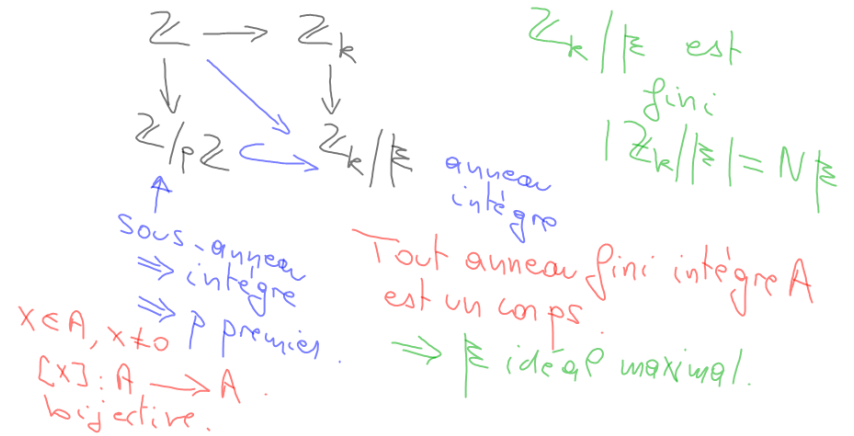 ℤ → ℤ_k
ℤ/pℤ ↪ ℤ_k/𝔭
anneau
intègre
sous-anneau
⇒ intègre
⇒ p premier.
x ∈ A, x ≠ 0
[x] : A → A.
bijective.
ℤ_k/𝔭 est
fini
|ℤ_k/𝔭| = N𝔭
Tout anneau fini intègre A
est un corps.
⇒ 𝔭 idéal maximal.